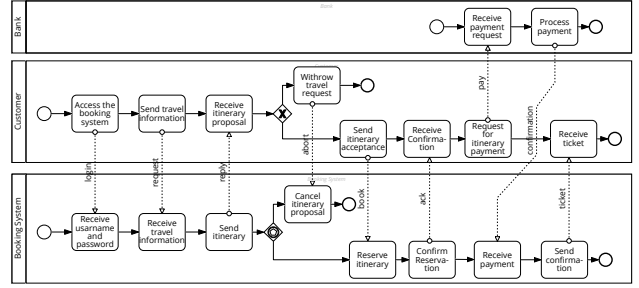 Bank
Bank
Receive
payment
request
Process
payment
Customer
Access the
booking
system
Send travel
information
Receive
itinerary
proposal
Withrow
travel
request
Send
itinerary
acceptance
Receive
Confirma-
tion
Request
for
itinerary
payment
Receive
ticket
pay
confirmation
login
request
reply
abort
book
ack
ticket
Booking System
Booking System
Receive
usarname
and
password
Receive
travel
information
Send
itinerary
Cancel
itinerary
proposal
Reserve
itinerary
Confirm
Reserva-
tion
Receive
payment
Send
confirma-
tion